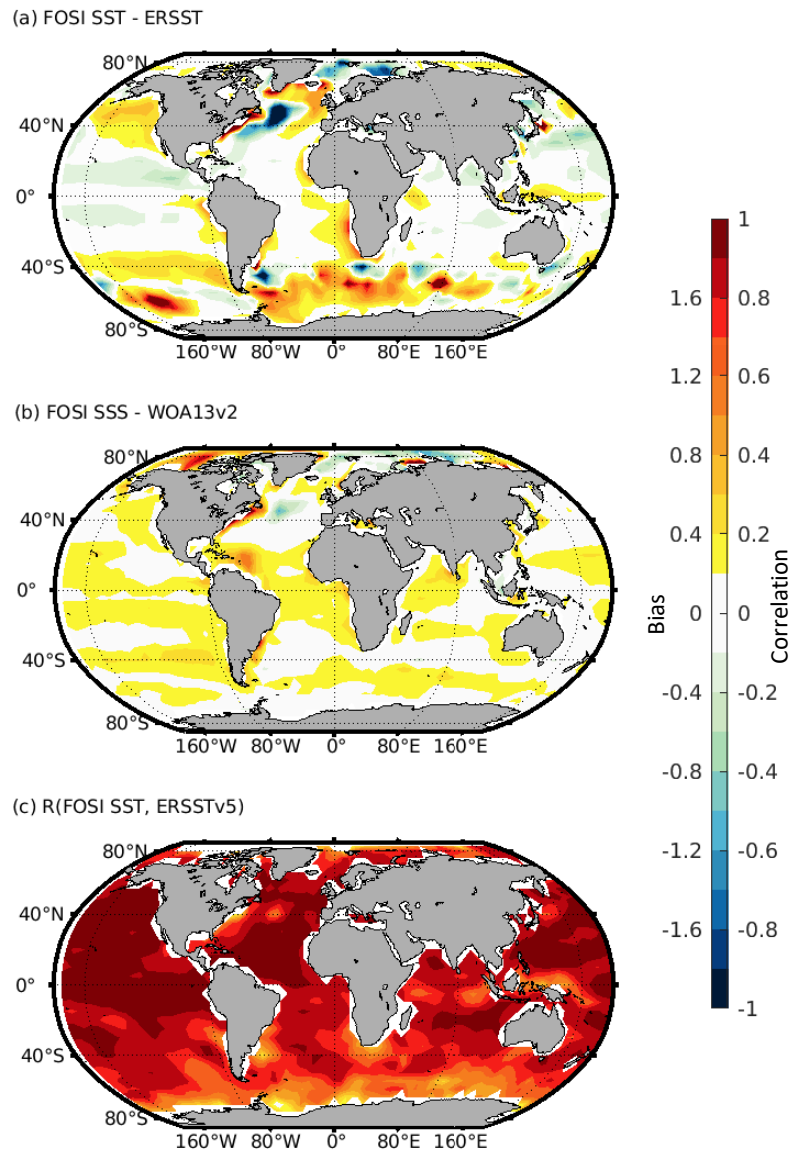 (a) FOSI SST - ERSST
80°N
40°N
0°
40°S
80°S
160°W 80°W 0° 80°E 160°E
(b) FOSI SSS - WOA13v2
80°N
40°N
0°
40°S
80°S
160°W 80°W 0° 80°E 160°E
(c) R(FOSI SST, ERSSTv5)
80°N
40°N
0°
40°S
80°S
160°W 80°W 0° 80°E 160°E
1
1.6 0.8
1.2 0.6
0.8 0.4
0.4 0.2
0 0
-0.4 -0.2
-0.8 -0.4
-1.2 -0.6
-1.6 -0.8
-1
Bias
Correlation